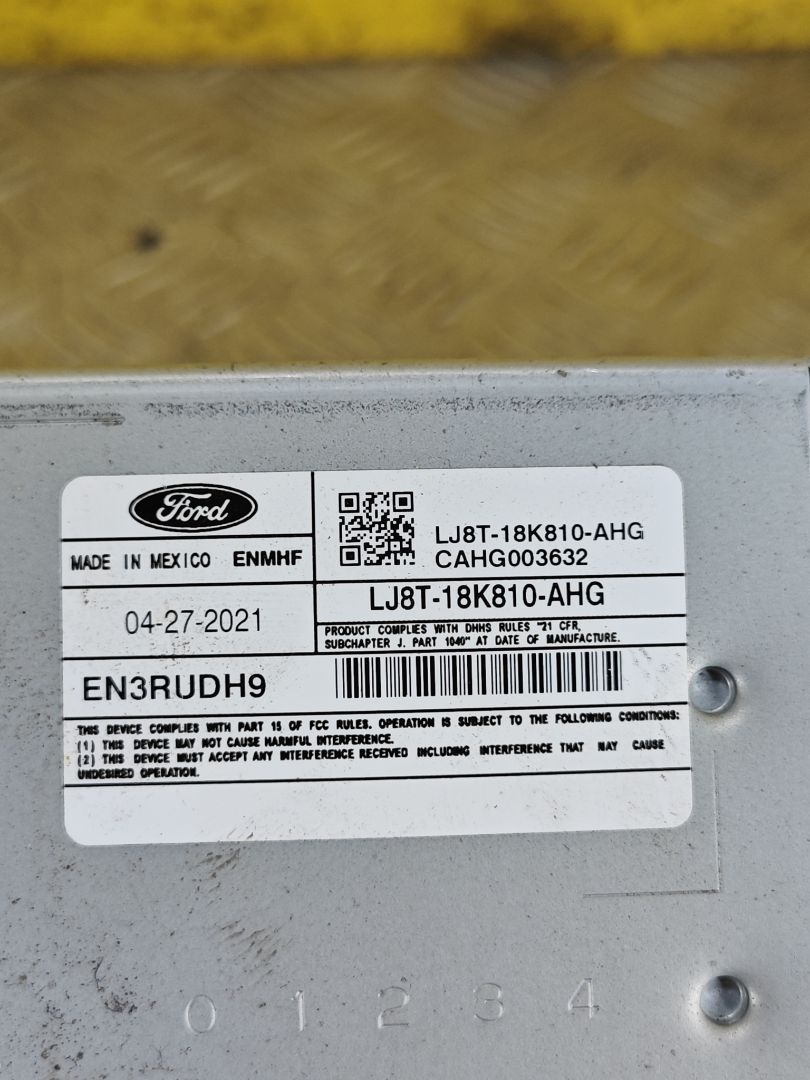 Ford
MADE IN MEXICO ENMHF
LJ8T-18K810-AHG
CAHG003632
04-27-2021
LJ8T-18K810-AHG
PRODUCT COMPLIES WITH DHHS RULES "21 CFR,
SUBCHAPTER J. PART 1040" AT DATE OF MANUFACTURE.
EN3RUDH9
THIS DEVICE COMPLIES WITH PART 15 OF FCC RULES. OPERATION IS SUBJECT TO THE FOLLOWING CONDITIONS:
(1) THIS DEVICE MAY NOT CAUSE HARMFUL INTERFERENCE.
(2) THIS DEVICE MUST ACCEPT ANY INTERFERENCE RECEIVED INCLUDING INTERFERENCE THAT MAY CAUSE
UNDESIRED OPERATION.
0 1 2 3 4